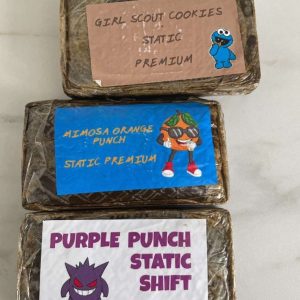 GIRL SCOUT COOKIES
STATIC
PREMIUM
MIMOSA ORANGE
PUNCH
STATIC PREMIUM
PURPLE PUNCH
STATIC
SHIFT